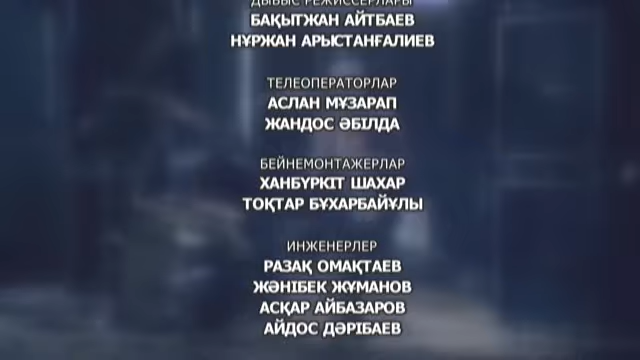 ДЫБЫС РЕЖИССЕРЛАРЫ
БАҚЫТЖАН АЙТБАЕВ
НҰРЖАН АРЫСТАНҒАЛИЕВ
ТЕЛЕОПЕРАТОРЛАР
АСЛАН МҰЗАРАП
ЖАНДОС ӘБІЛДА
БЕЙНЕМОНТАЖЕРЛАР
ХАНБҮРКІТ ШАХАР
ТОҚТАР БҰХАРБАЙҰЛЫ
ИНЖЕНЕРЛЕР
РАЗАҚ ОМАҚТАЕВ
ЖӘНІБЕК ЖҰМАНОВ
АСҚАР АЙБАЗАРОВ
АЙДОС ДӘРІБАЕВ